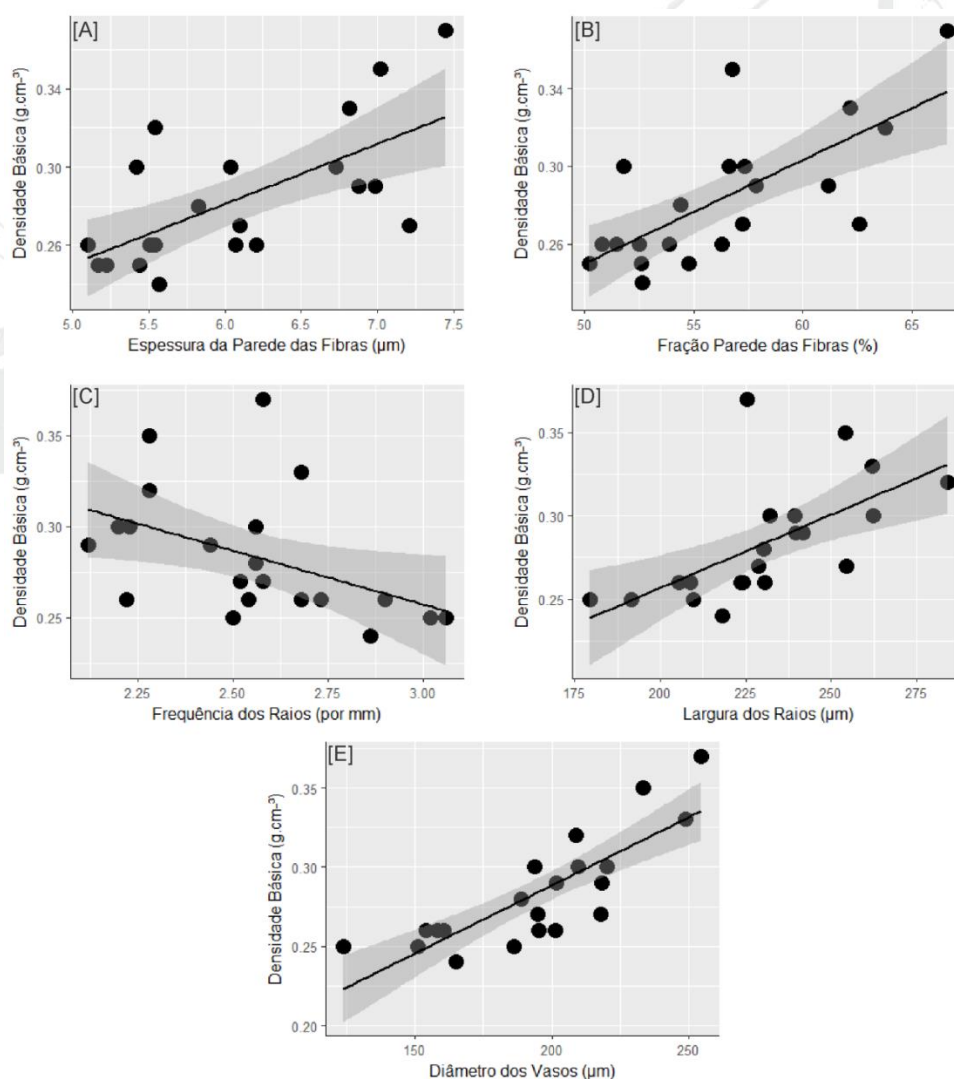 [A]
Densidade Básica (g.cm-³)
0.34
0.30
0.26
5.0 5.5 6.0 6.5 7.0 7.5
Espessura da Parede das Fibras (µm)
[B]
Densidade Básica (g.cm-³)
0.34
0.30
0.26
50 55 60 65
Fração Parede das Fibras (%)
[C]
Densidade Básica (g.cm-³)
0.35
0.30
0.25
2.25 2.50 2.75 3.00
Frequência dos Raios (por mm)
[D]
Densidade Básica (g.cm-³)
0.35
0.30
0.25
175 200 225 250 275
Largura dos Raios (µm)
[E]
Densidade Básica (g.cm-³)
0.35
0.30
0.25
0.20
150 200 250
Diâmetro dos Vasos (µm)